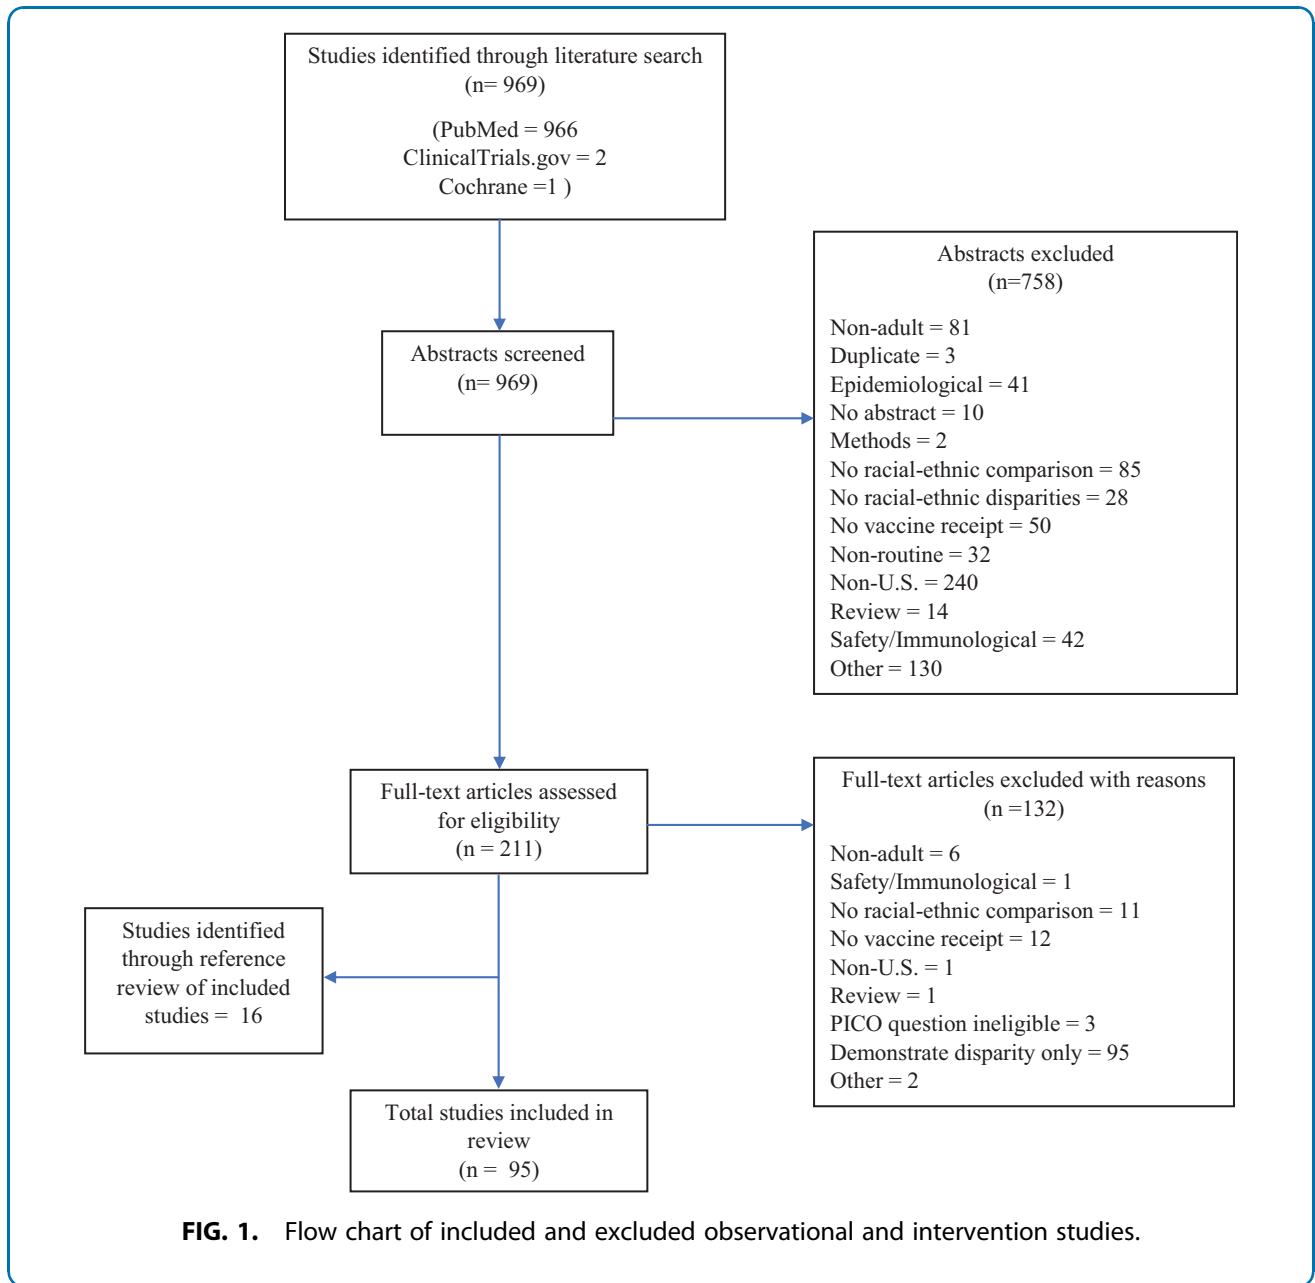 Studies identified through literature search
(n= 969)
(PubMed = 966
ClinicalTrials.gov = 2
Cochrane =1 )
Abstracts screened
(n= 969)
Abstracts excluded
(n=758)
Non-adult = 81
Duplicate = 3
Epidemiological = 41
No abstract = 10
Methods = 2
No racial-ethnic comparison = 85
No racial-ethnic disparities = 28
No vaccine receipt = 50
Non-routine = 32
Non-U.S. = 240
Review = 14
Safety/Immunological = 42
Other = 130
Full-text articles assessed
for eligibility
(n = 211)
Full-text articles excluded with reasons
(n =132)
Non-adult = 6
Safety/Immunological = 1
No racial-ethnic comparison = 11
No vaccine receipt = 12
Non-U.S. = 1
Review = 1
PICO question ineligible = 3
Demonstrate disparity only = 95
Other = 2
Studies identified
through reference
review of included
studies =  16
Total studies included in
review
(n =  95)
FIG. 1. Flow chart of included and excluded observational and intervention studies.